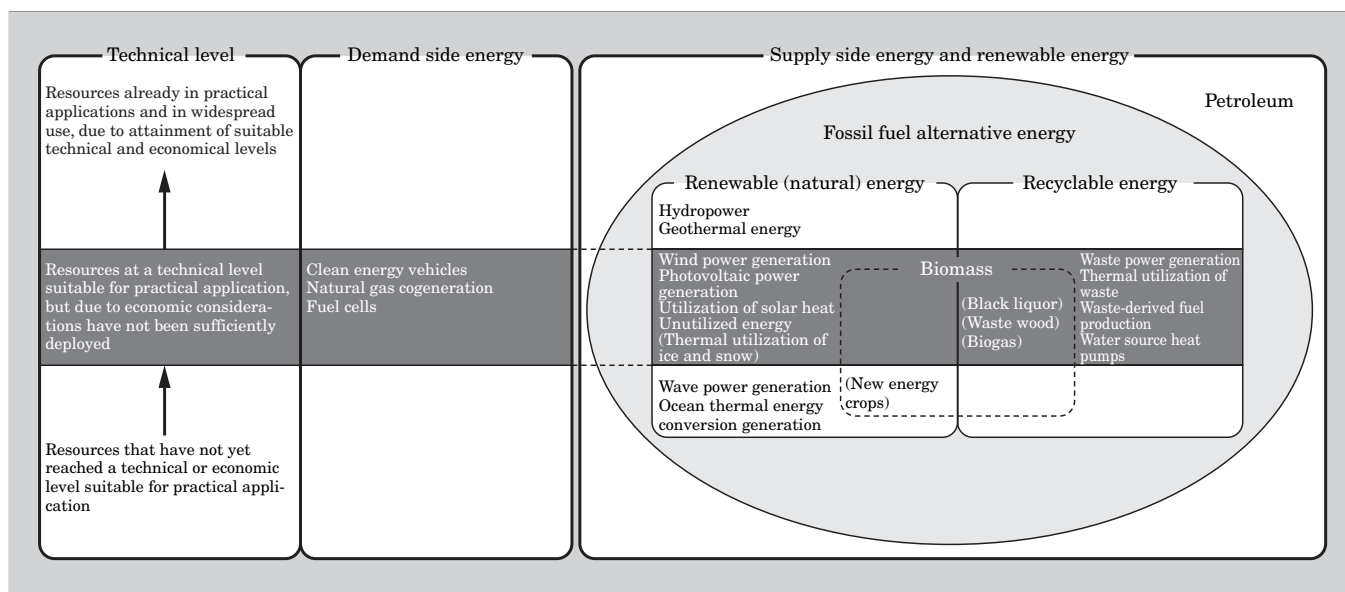 Technical level
Resources already in practical
applications and in widespread
use, due to attainment of suitable
technical and economical levels
Resources at a technical level
suitable for practical application,
but due to economic considera-
tions have not been sufficiently
deployed
Resources that have not yet
reached a technical or economic
level suitable for practical appli-
cation
Demand side energy
Clean energy vehicles
Natural gas cogeneration
Fuel cells
Supply side energy and renewable energy
Petroleum
Fossil fuel alternative energy
Renewable (natural) energy
Hydropower
Geothermal energy
Wind power generation
Photovoltaic power
generation
Utilization of solar heat
Unutilized energy
(Thermal utilization of
ice and snow)
Wave power generation
Ocean thermal energy
conversion generation
Biomass
(Black liquor)
(Waste wood)
(Biogas)
(New energy
crops)
Recyclable energy
Waste power generation
Thermal utilization of
waste
Waste-derived fuel
production
Water source heat
pumps